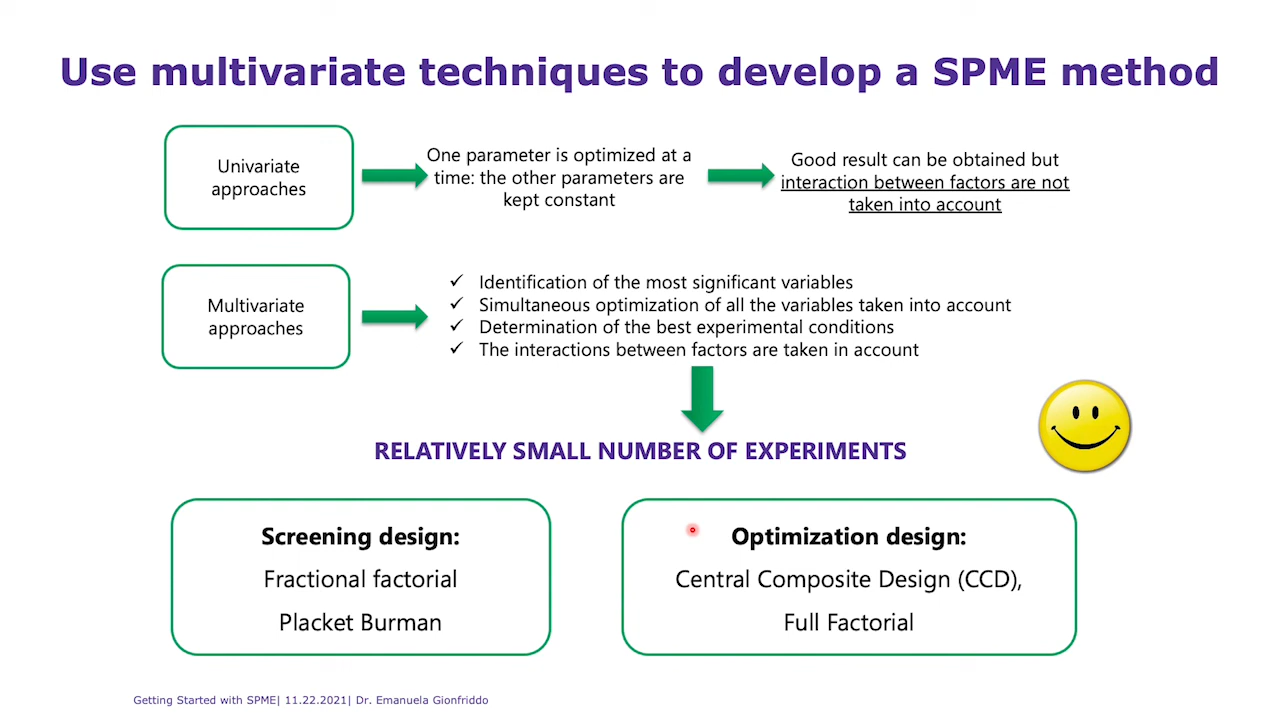 Use multivariate techniques to develop a SPME method
Univariate
approaches
One parameter is optimized at a
time: the other parameters are
kept constant
Good result can be obtained but
interaction between factors are not
taken into account
Multivariate
approaches
✓ Identification of the most significant variables
✓ Simultaneous optimization of all the variables taken into account
✓ Determination of the best experimental conditions
✓ The interactions between factors are taken in account
RELATIVELY SMALL NUMBER OF EXPERIMENTS
Screening design:
Fractional factorial
Placket Burman
Optimization design:
Central Composite Design (CCD),
Full Factorial
Getting Started with SPME| 11.22.2021| Dr. Emanuela Gionfriddo